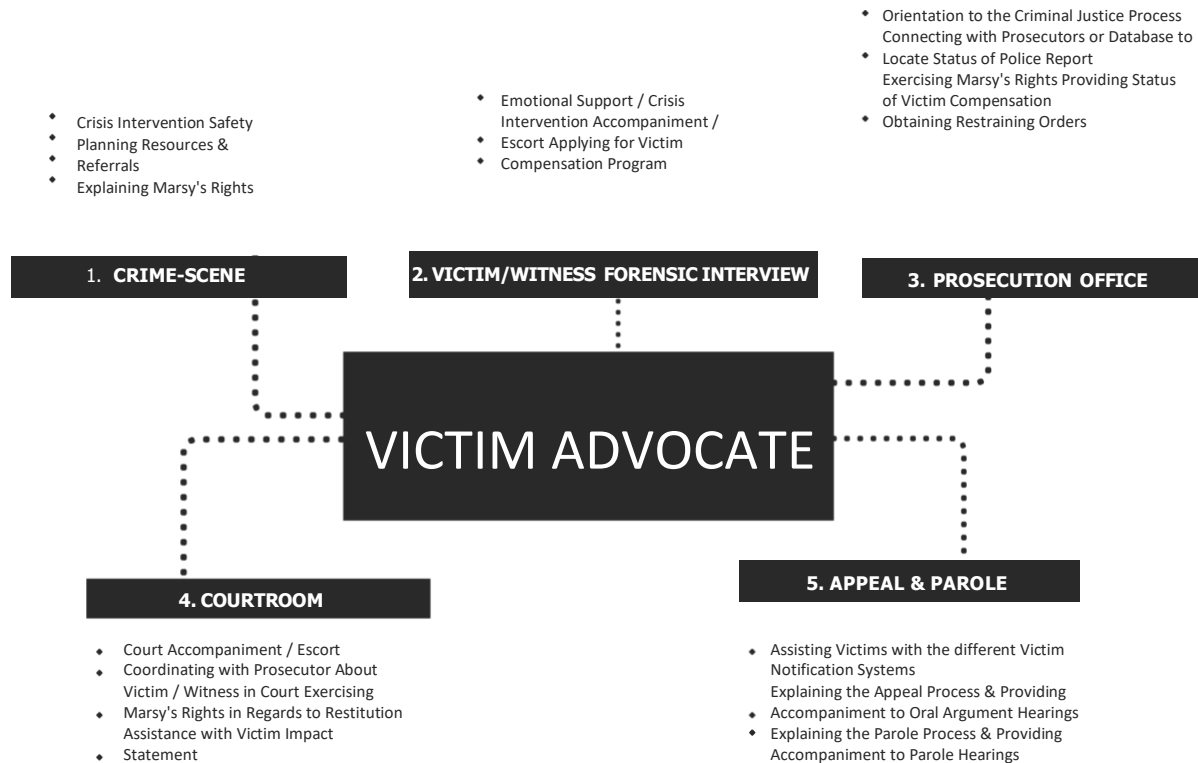 • Orientation to the Criminal Justice Process
Connecting with Prosecutors or Database to
• Locate Status of Police Report
Exercising Marsy's Rights Providing Status
of Victim Compensation
• Obtaining Restraining Orders
• Crisis Intervention Safety
• Planning Resources &
• Referrals
• Explaining Marsy's Rights
• Emotional Support / Crisis
Intervention Accompaniment /
• Escort Applying for Victim
• Compensation Program
1. CRIME-SCENE
2. VICTIM/WITNESS FORENSIC INTERVIEW
3. PROSECUTION OFFICE
VICTIM ADVOCATE
4. COURTROOM
• Court Accompaniment / Escort
• Coordinating with Prosecutor About
Victim / Witness in Court Exercising
• Marsy's Rights in Regards to Restitution
Assistance with Victim Impact
• Statement
5. APPEAL & PAROLE
• Assisting Victims with the different Victim
Notification Systems
Explaining the Appeal Process & Providing
• Accompaniment to Oral Argument Hearings
• Explaining the Parole Process & Providing
Accompaniment to Parole Hearings